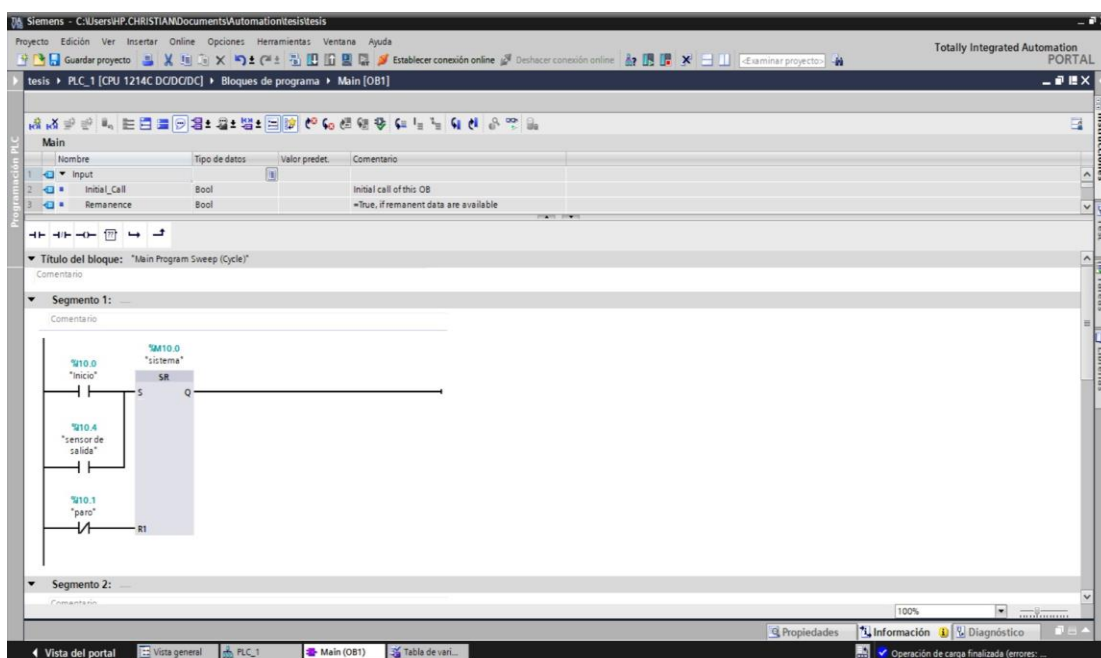 Siemens - C:\Users\HP.CHRISTIAN\Documents\Automation\tesis\tesis
Proyecto Edición Ver Insertar Online Opciones Herramientas Ventana Ayuda
Totally Integrated Automation
PORTAL
Guardar proyecto
Establecer conexión online
Deshacer conexión online
<Examinar proyecto>
tesis ▸ PLC_1 [CPU 1214C DC/DC/DC] ▸ Bloques de programa ▸ Main [OB1]
Programación PLC
Main
Nombre Tipo de datos Valor predet. Comentario
1 Input
2 Initial_Call Bool Initial call of this OB
3 Remanence Bool =True, if remanent data are available
Título del bloque: "Main Program Sweep (Cycle)"
Comentario
Segmento 1: ....
Comentario
%M10.0
"sistema"
%I10.0
"Inicio"
SR
S Q
%I10.4
"sensor de
salida"
%I10.1
"paro"
R1
Segmento 2: ....
Comentario
100%
Propiedades Información Diagnóstico
Vista del portal Vista general PLC_1 Main (OB1) Tabla de vari...
Operación de carga finalizada (errores: ...